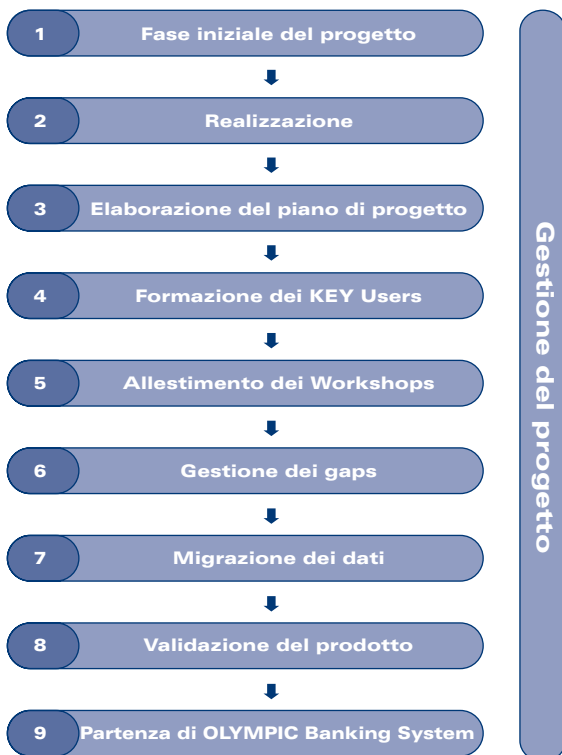 1 Fase iniziale del progetto
2 Realizzazione
3 Elaborazione del piano di progetto
4 Formazione dei KEY Users
5 Allestimento dei Workshops
6 Gestione dei gaps
7 Migrazione dei dati
8 Validazione del prodotto
9 Partenza di OLYMPIC Banking System
Gestione del progetto